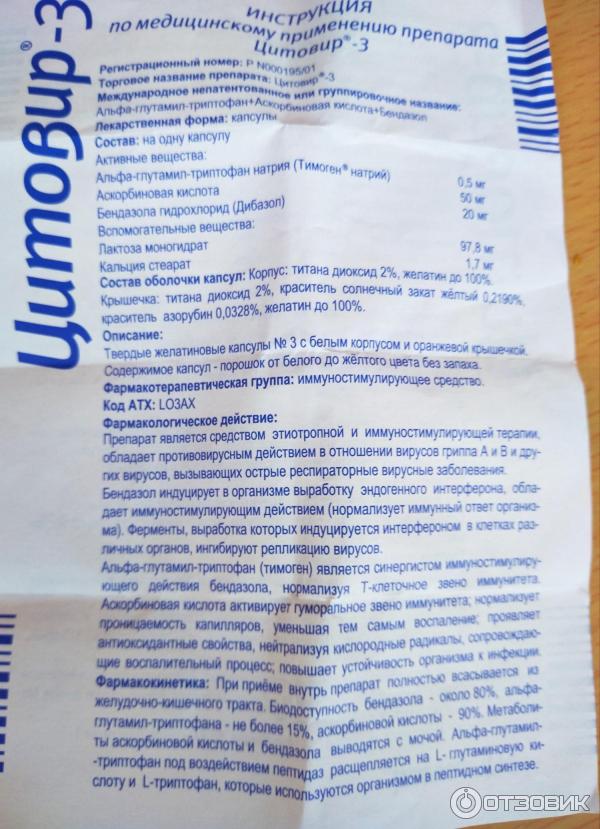 Цитовир®-3
ИНСТРУКЦИЯ
по медицинскому применению препарата
Цитовир®-3
Регистрационный номер: Р N000195/01
Торговое название препарата: Цитовир®-3
Международное непатентованное или группировочное название:
Альфа-глутамил-триптофан+Аскорбиновая кислота+Бендазол
Лекарственная форма: капсулы
Состав: на одну капсулу
Активные вещества:
Альфа-глутамил-триптофан натрия (Тимоген® натрий) 0,5 мг
Аскорбиновая кислота 50 мг
Бендазола гидрохлорид (Дибазол) 20 мг
Вспомогательные вещества:
Лактоза моногидрат 97,8 мг
Кальция стеарат 1,7 мг
Состав оболочки капсул: Корпус: титана диоксид 2%, желатин до 100%.
Крышечка: титана диоксид 2%, краситель солнечный закат жёлтый 0,2190%,
краситель азорубин 0,0328%, желатин до 100%.
Описание:
Твердые желатиновые капсулы № 3 с белым корпусом и оранжевой крышечкой.
Содержимое капсул - порошок от белого до жёлтого цвета без запаха.
Фармакотерапевтическая группа: иммуностимулирующее средство.
Код АТХ: LO3AX
Фармакологическое действие:
Препарат является средством этиотропной и иммуностимулирующей терапии,
обладает противовирусным действием в отношении вирусов гриппа А и В и дру-
гих вирусов, вызывающих острые респираторные вирусные заболевания.
Бендазол индуцирует в организме выработку эндогенного интерферона, обла-
дает иммуностимулирующим действием (нормализует иммунный ответ организ-
ма). Ферменты, выработка которых индуцируется интерфероном в клетках раз-
личных органов, ингибируют репликацию вирусов.
Альфа-глутамил-триптофан (тимоген) является синергистом иммуностимулиру-
ющего действия бендазола, нормализуя Т-клеточное звено иммунитета.
Аскорбиновая кислота активирует гуморальное звено иммунитета; нормализует
проницаемость капилляров, уменьшая тем самым воспаление; проявляет
антиоксидантные свойства, нейтрализуя кислородные радикалы, сопровождаю-
щие воспалительный процесс; повышает устойчивость организма к инфекции.
Фармакокинетика: При приёме внутрь препарат полностью всасывается из
желудочно-кишечного тракта. Биодоступность бендазола - около 80%, альфа-
глутамил-триптофана - не более 15%, аскорбиновой кислоты - 90%. Метаболи-
ты аскорбиновой кислоты и бендазола выводятся с мочой. Альфа-глутамил-
-триптофан под воздействием пептидаз расщепляется на L- глутаминовую ки-
слоту и L-триптофан, которые используются организмом в пептидном синтезе.
ОТЗОВИК